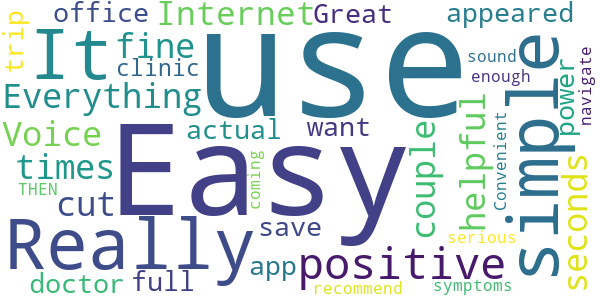 trip
office
Internet
Great
appeared
It
fine
clinic
use
sound
enough
simple
power
navigate
Everything
Voice
actual
want
times
Easy
couple
helpful
Convenient
seconds
THEN
coming
cut
Really
save
positive
serious
doctor
full
app
recommend
symptoms